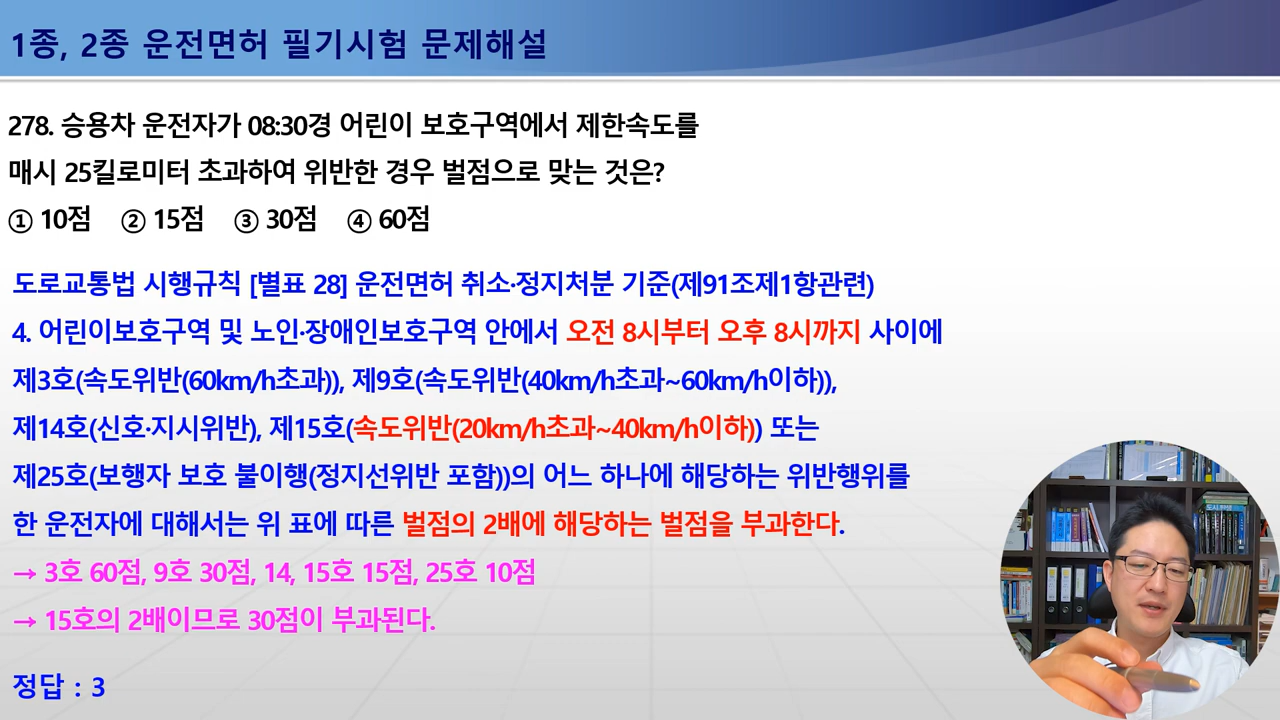 1종, 2종 운전면허 필기시험 문제해설
278. 승용차 운전자가 08:30경 어린이 보호구역에서 제한속도를
매시 25킬로미터 초과하여 위반한 경우 벌점으로 맞는 것은?
① 10점 ② 15점 ③ 30점 ④ 60점
도로교통법 시행규칙 [별표 28] 운전면허 취소·정지처분 기준(제91조제1항관련)
4. 어린이보호구역 및 노인·장애인보호구역 안에서 오전 8시부터 오후 8시까지 사이에
제3호(속도위반(60km/h초과)), 제9호(속도위반(40km/h초과~60km/h이하)),
제14호(신호·지시위반), 제15호(속도위반(20km/h초과~40km/h이하)) 또는
제25호(보행자 보호 불이행(정지선위반 포함))의 어느 하나에 해당하는 위반행위를
한 운전자에 대해서는 위 표에 따른 벌점의 2배에 해당하는 벌점을 부과한다.
→ 3호 60점, 9호 30점, 14, 15호 15점, 25호 10점
→ 15호의 2배이므로 30점이 부과된다.
정답 : 3